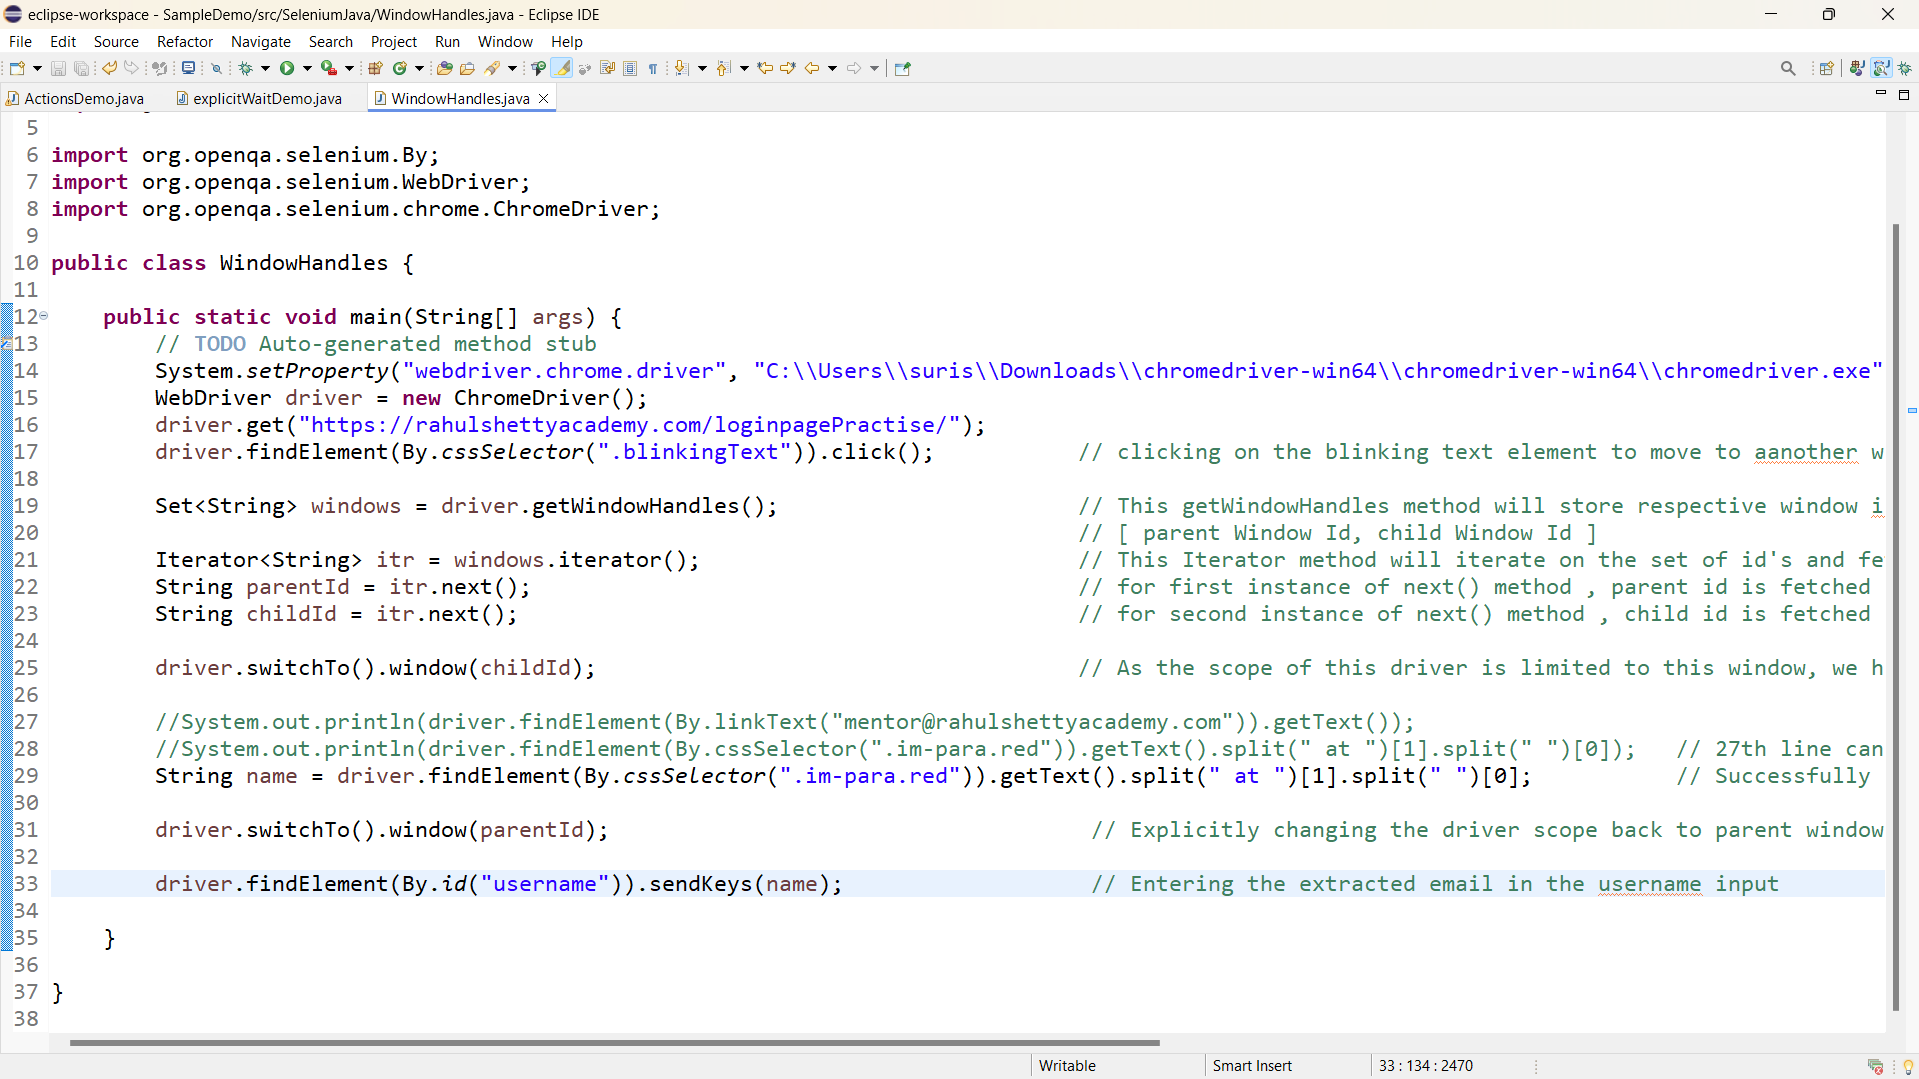 eclipse-workspace - SampleDemo/src/SeleniumJava/WindowHandles.java - Eclipse IDE
File Edit Source Refactor Navigate Search Project Run Window Help
ActionsDemo.java explicitWaitDemo.java WindowHandles.java
5
6 import org.openqa.selenium.By;
7 import org.openqa.selenium.WebDriver;
8 import org.openqa.selenium.chrome.ChromeDriver;
9
10 public class WindowHandles {
11
12 public static void main(String[] args) {
13 // TODO Auto-generated method stub
14 System.setProperty("webdriver.chrome.driver", "C:\\Users\\suris\\Downloads\\chromedriver-win64\\chromedriver-win64\\chromedriver.exe"
15 WebDriver driver = new ChromeDriver();
16 driver.get("https://rahulshettyacademy.com/loginpagePractise/");
17 driver.findElement(By.cssSelector(".blinkingText")).click(); // clicking on the blinking text element to move to aanother w
18
19 Set<String> windows = driver.getWindowHandles(); // This getWindowHandles method will store respective window i
20 // [ parent Window Id, child Window Id ]
21 Iterator<String> itr = windows.iterator(); // This Iterator method will iterate on the set of id's and fe
22 String parentId = itr.next(); // for first instance of next() method , parent id is fetched
23 String childId = itr.next(); // for second instance of next() method , child id is fetched
24
25 driver.switchTo().window(childId); // As the scope of this driver is limited to this window, we h
26
27 //System.out.println(driver.findElement(By.linkText("mentor@rahulshettyacademy.com")).getText());
28 //System.out.println(driver.findElement(By.cssSelector(".im-para.red")).getText().split(" at ")[1].split(" ")[0]); // 27th line can
29 String name = driver.findElement(By.cssSelector(".im-para.red")).getText().split(" at ")[1].split(" ")[0]; // Successfully
30
31 driver.switchTo().window(parentId); // Explicitly changing the driver scope back to parent window
32
33 driver.findElement(By.id("username")).sendKeys(name); // Entering the extracted email in the username input
34
35 }
36
37 }
38
Writable Smart Insert 33 : 134 : 2470